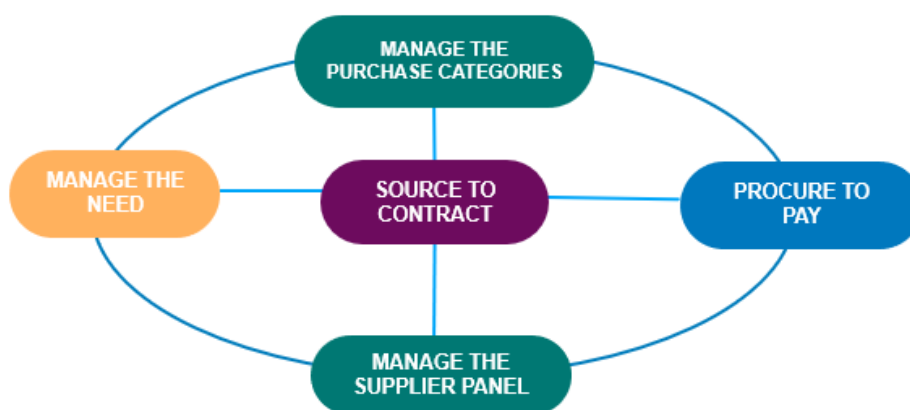 MANAGE THE
PURCHASE CATEGORIES
MANAGE THE
NEED
SOURCE TO
CONTRACT
PROCURE TO
PAY
MANAGE THE
SUPPLIER PANEL